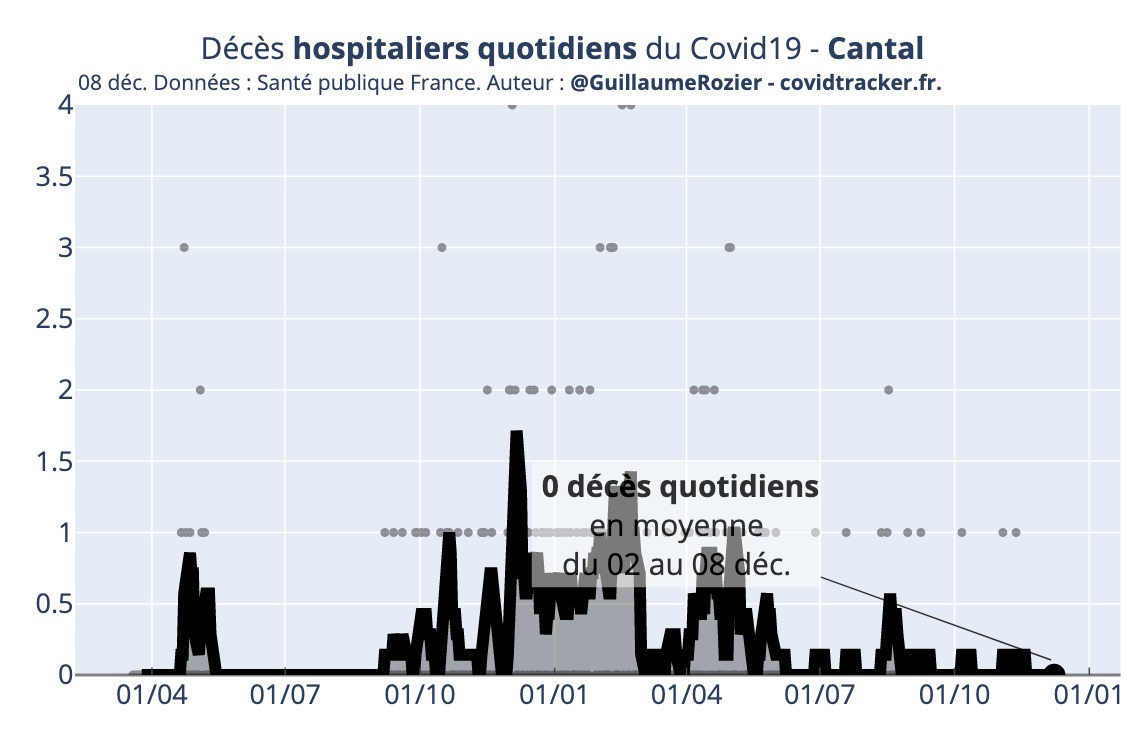 Décès hospitaliers quotidiens du Covid19 - Cantal
08 déc. Données : Santé publique France. Auteur : @GuillaumeRozier - covidtracker.fr.
4
3.5
3
2.5
2
1.5
1
0.5
0
0 décès quotidiens
en moyenne
du 02 au 08 déc.
01/04 01/07 01/10 01/01 01/04 01/07 01/10 01/01